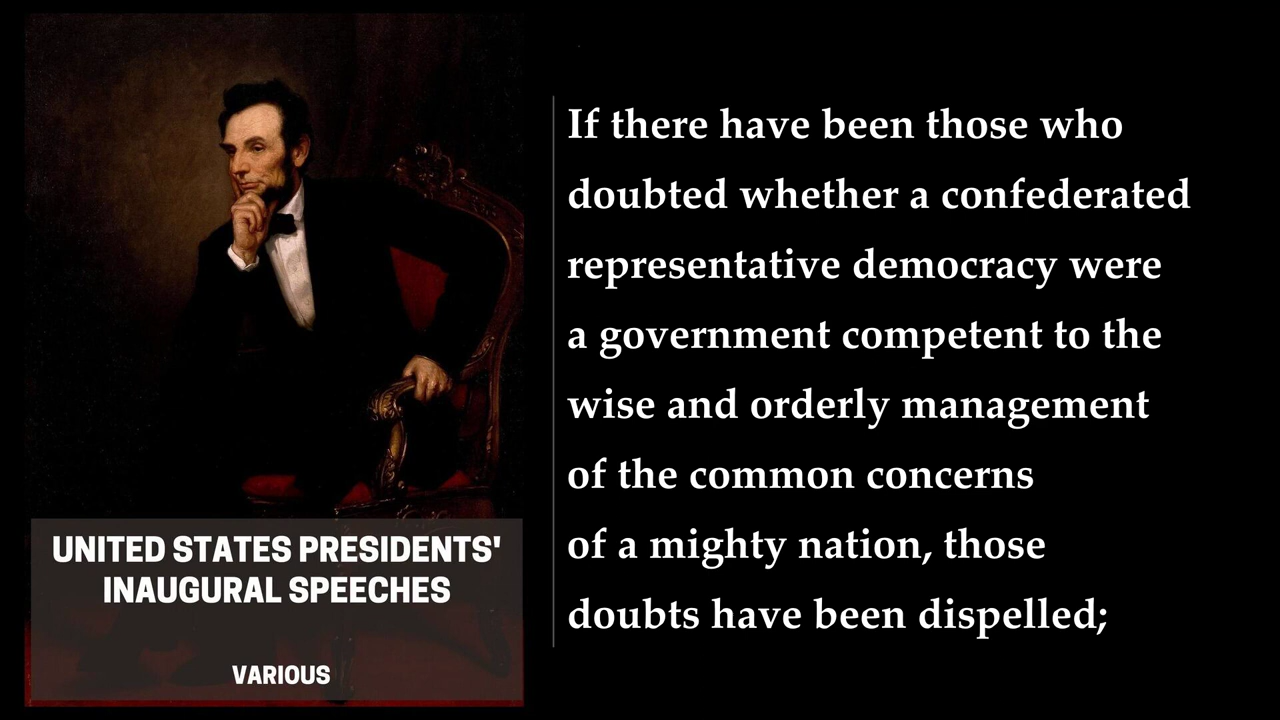 UNITED STATES PRESIDENTS'
INAUGURAL SPEECHES
VARIOUS
If there have been those who
doubted whether a confederated
representative democracy were
a government competent to the
wise and orderly management
of the common concerns
of a mighty nation, those
doubts have been dispelled;